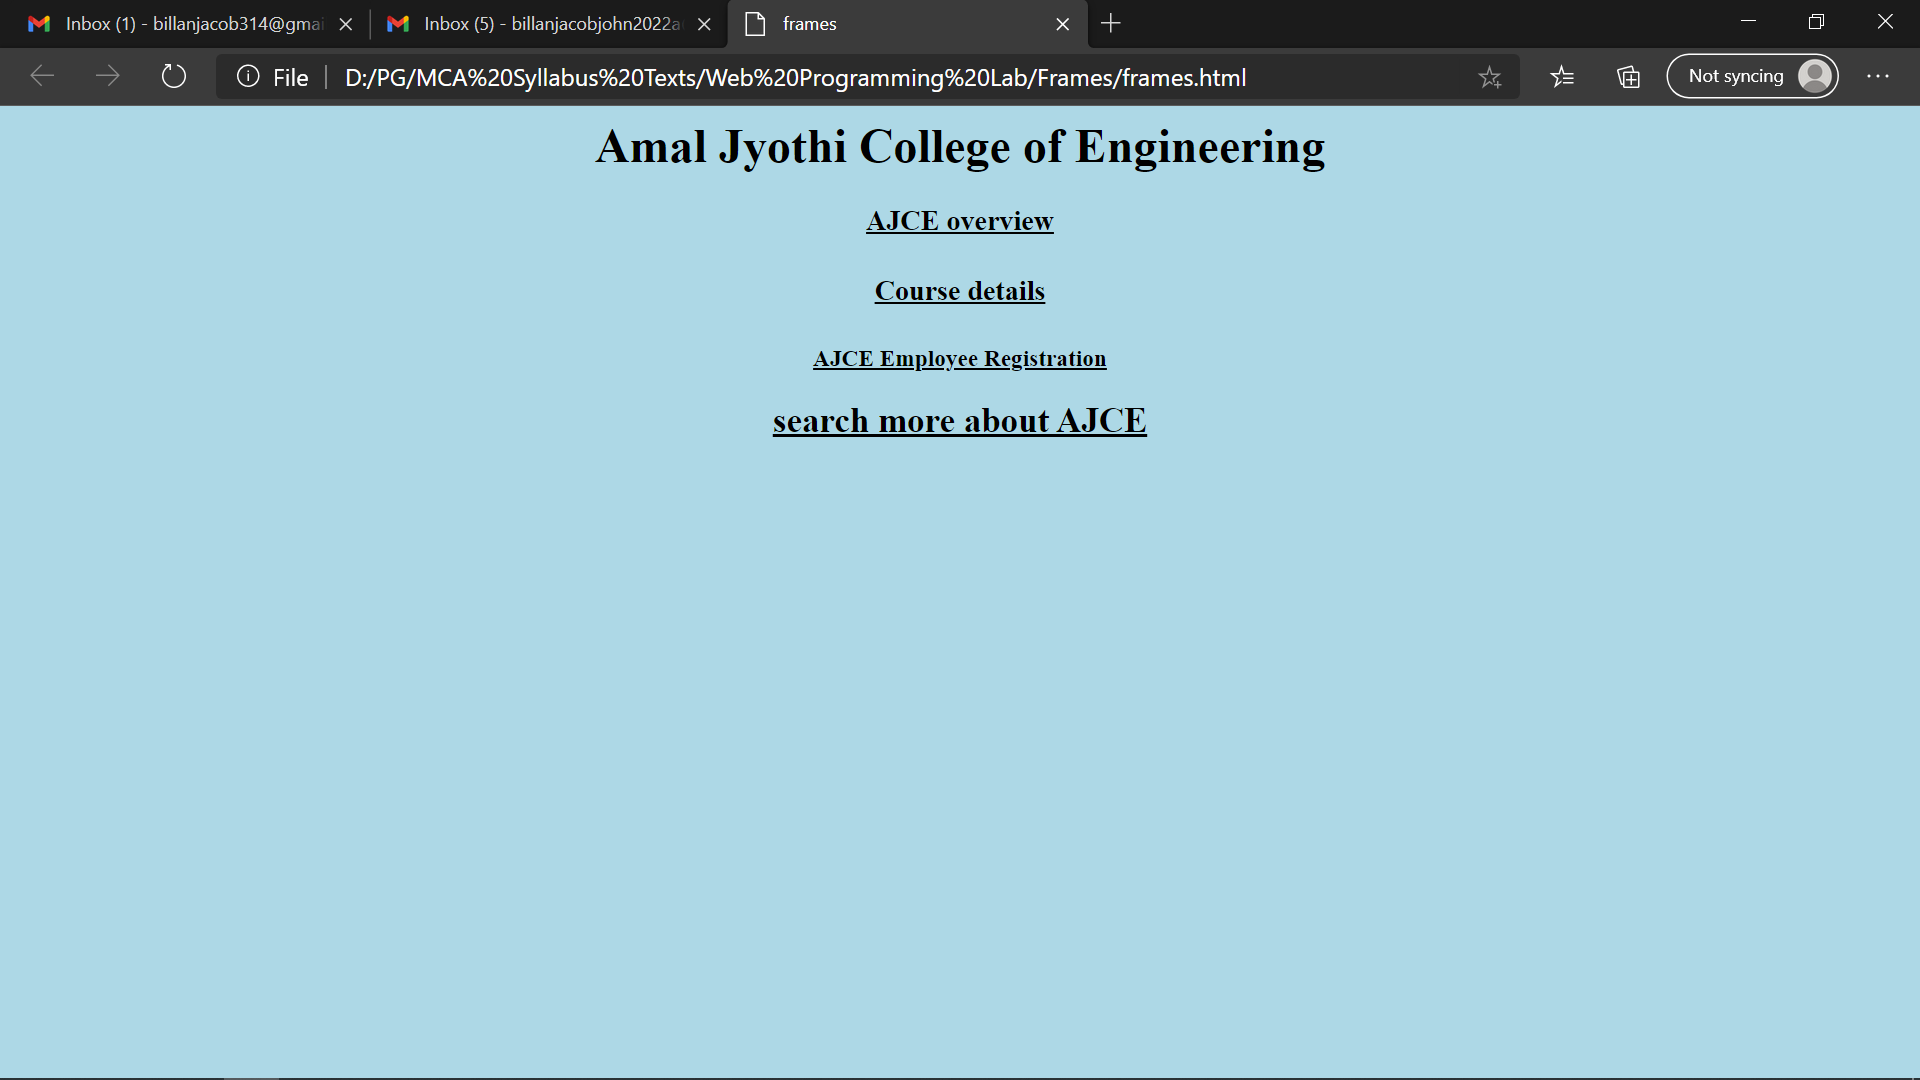 Inbox (1) - billanjacob314@gmai
Inbox (5) - billanjacobjohn2022a
frames
File
D:/PG/MCA%20Syllabus%20Texts/Web%20Programming%20Lab/Frames/frames.html
Not syncing
Amal Jyothi College of Engineering
AJCE overview
Course details
AJCE Employee Registration
search more about AJCE